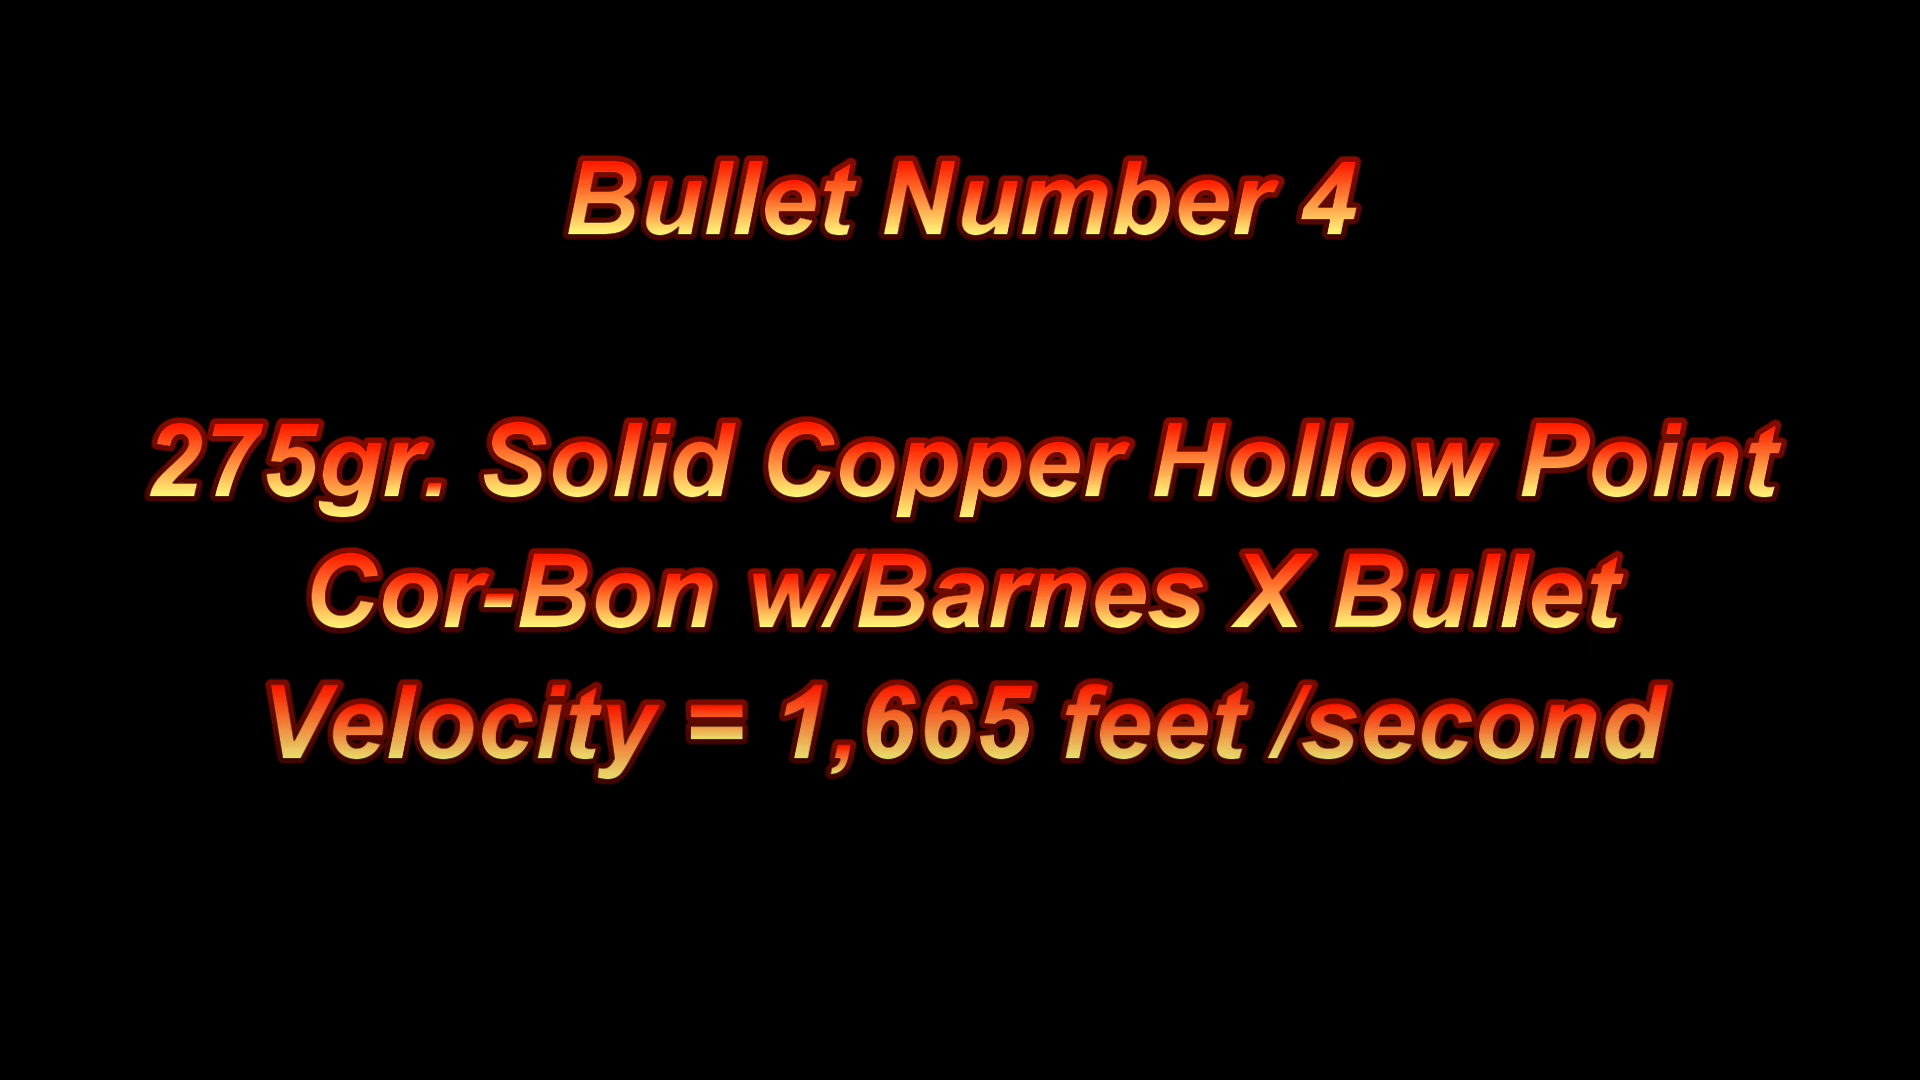 Bullet Number 4
275gr. Solid Copper Hollow Point
Cor-Bon w/Barnes X Bullet
Velocity = 1,665 feet /second